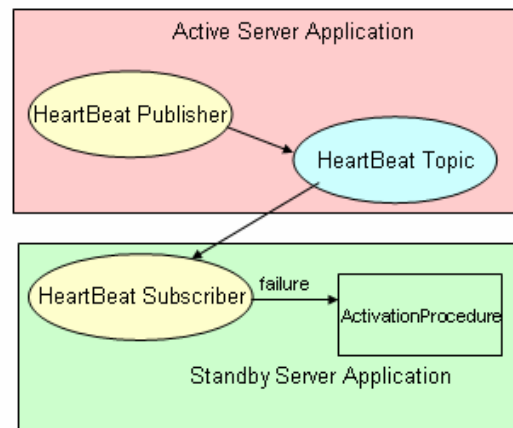 Active Server Application
HeartBeat Publisher
HeartBeat Topic
HeartBeat Subscriber
failure
ActivationProcedure
Standby Server Application